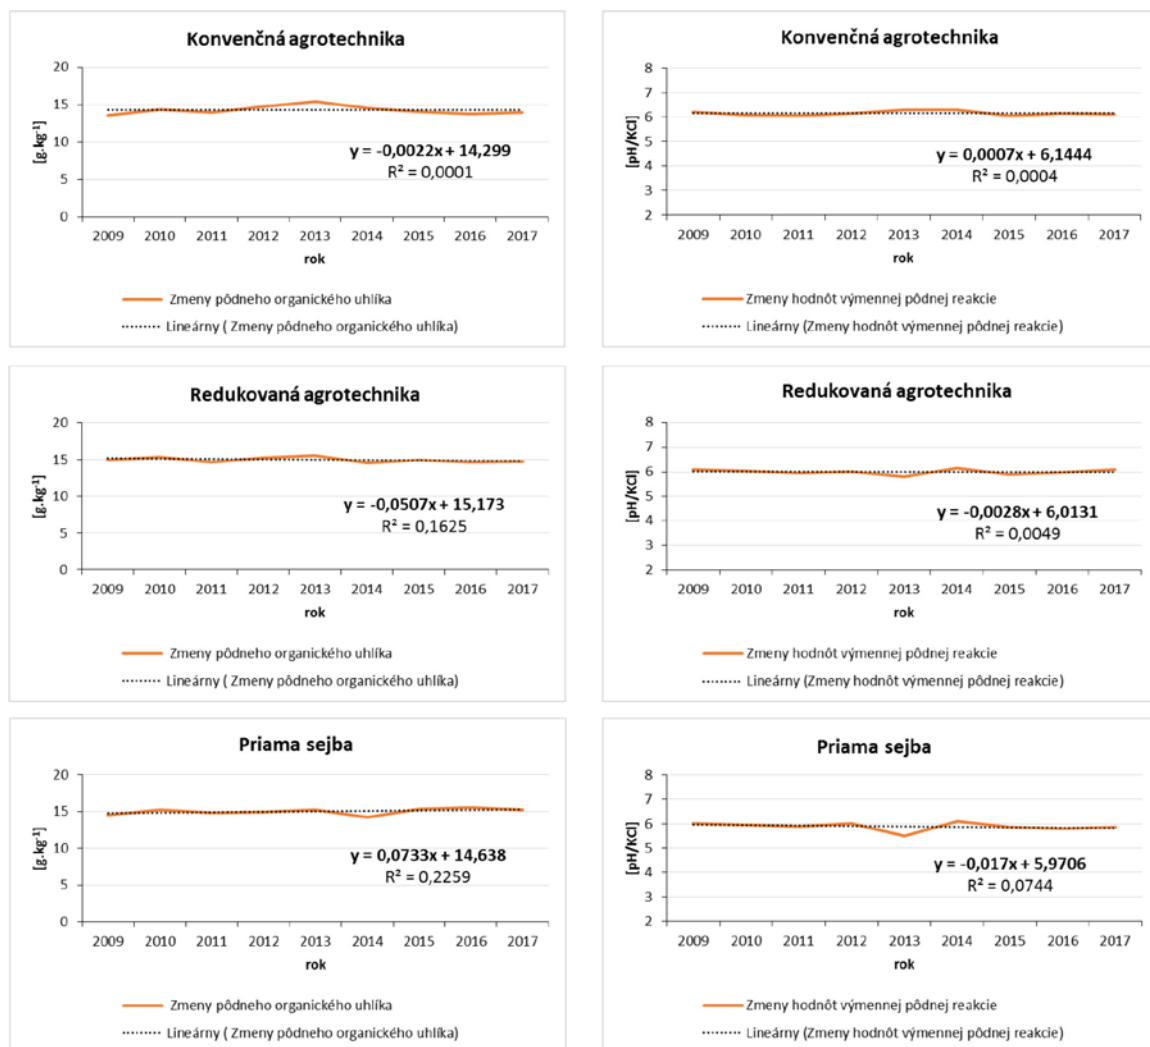 Konvenčná agrotechnika
20
15
10
5
0
[g.kg⁻¹]
y = -0,0022x + 14,299
R² = 0,0001
2009 2010 2011 2012 2013 2014 2015 2016 2017
rok
Zmeny pôdneho organického uhlíka
Lineárny ( Zmeny pôdneho organického uhlíka)
Konvenčná agrotechnika
8
7
6
5
4
3
2
[pH/KCl]
y = 0,0007x + 6,1444
R² = 0,0004
2009 2010 2011 2012 2013 2014 2015 2016 2017
rok
Zmeny hodnôt výmennej pôdnej reakcie
Lineárny (Zmeny hodnôt výmennej pôdnej reakcie)
Redukovaná agrotechnika
20
15
10
5
0
[g.kg⁻¹]
y = -0,0507x + 15,173
R² = 0,1625
2009 2010 2011 2012 2013 2014 2015 2016 2017
rok
Zmeny pôdneho organického uhlíka
Lineárny ( Zmeny pôdneho organického uhlíka)
Redukovaná agrotechnika
8
7
6
5
4
3
2
[pH/KCl]
y = -0,0028x + 6,0131
R² = 0,0049
2009 2010 2011 2012 2013 2014 2015 2016 2017
rok
Zmeny hodnôt výmennej pôdnej reakcie
Lineárny (Zmeny hodnôt výmennej pôdnej reakcie)
Priama sejba
20
15
10
5
0
[g.kg⁻¹]
y = 0,0733x + 14,638
R² = 0,2259
2009 2010 2011 2012 2013 2014 2015 2016 2017
rok
Zmeny pôdneho organického uhlíka
Lineárny ( Zmeny pôdneho organického uhlíka)
Priama sejba
8
7
6
5
4
3
2
[pH/KCl]
y = -0,017x + 5,9706
R² = 0,0744
2009 2010 2011 2012 2013 2014 2015 2016 2017
rok
Zmeny hodnôt výmennej pôdnej reakcie
Lineárny (Zmeny hodnôt výmennej pôdnej reakcie)